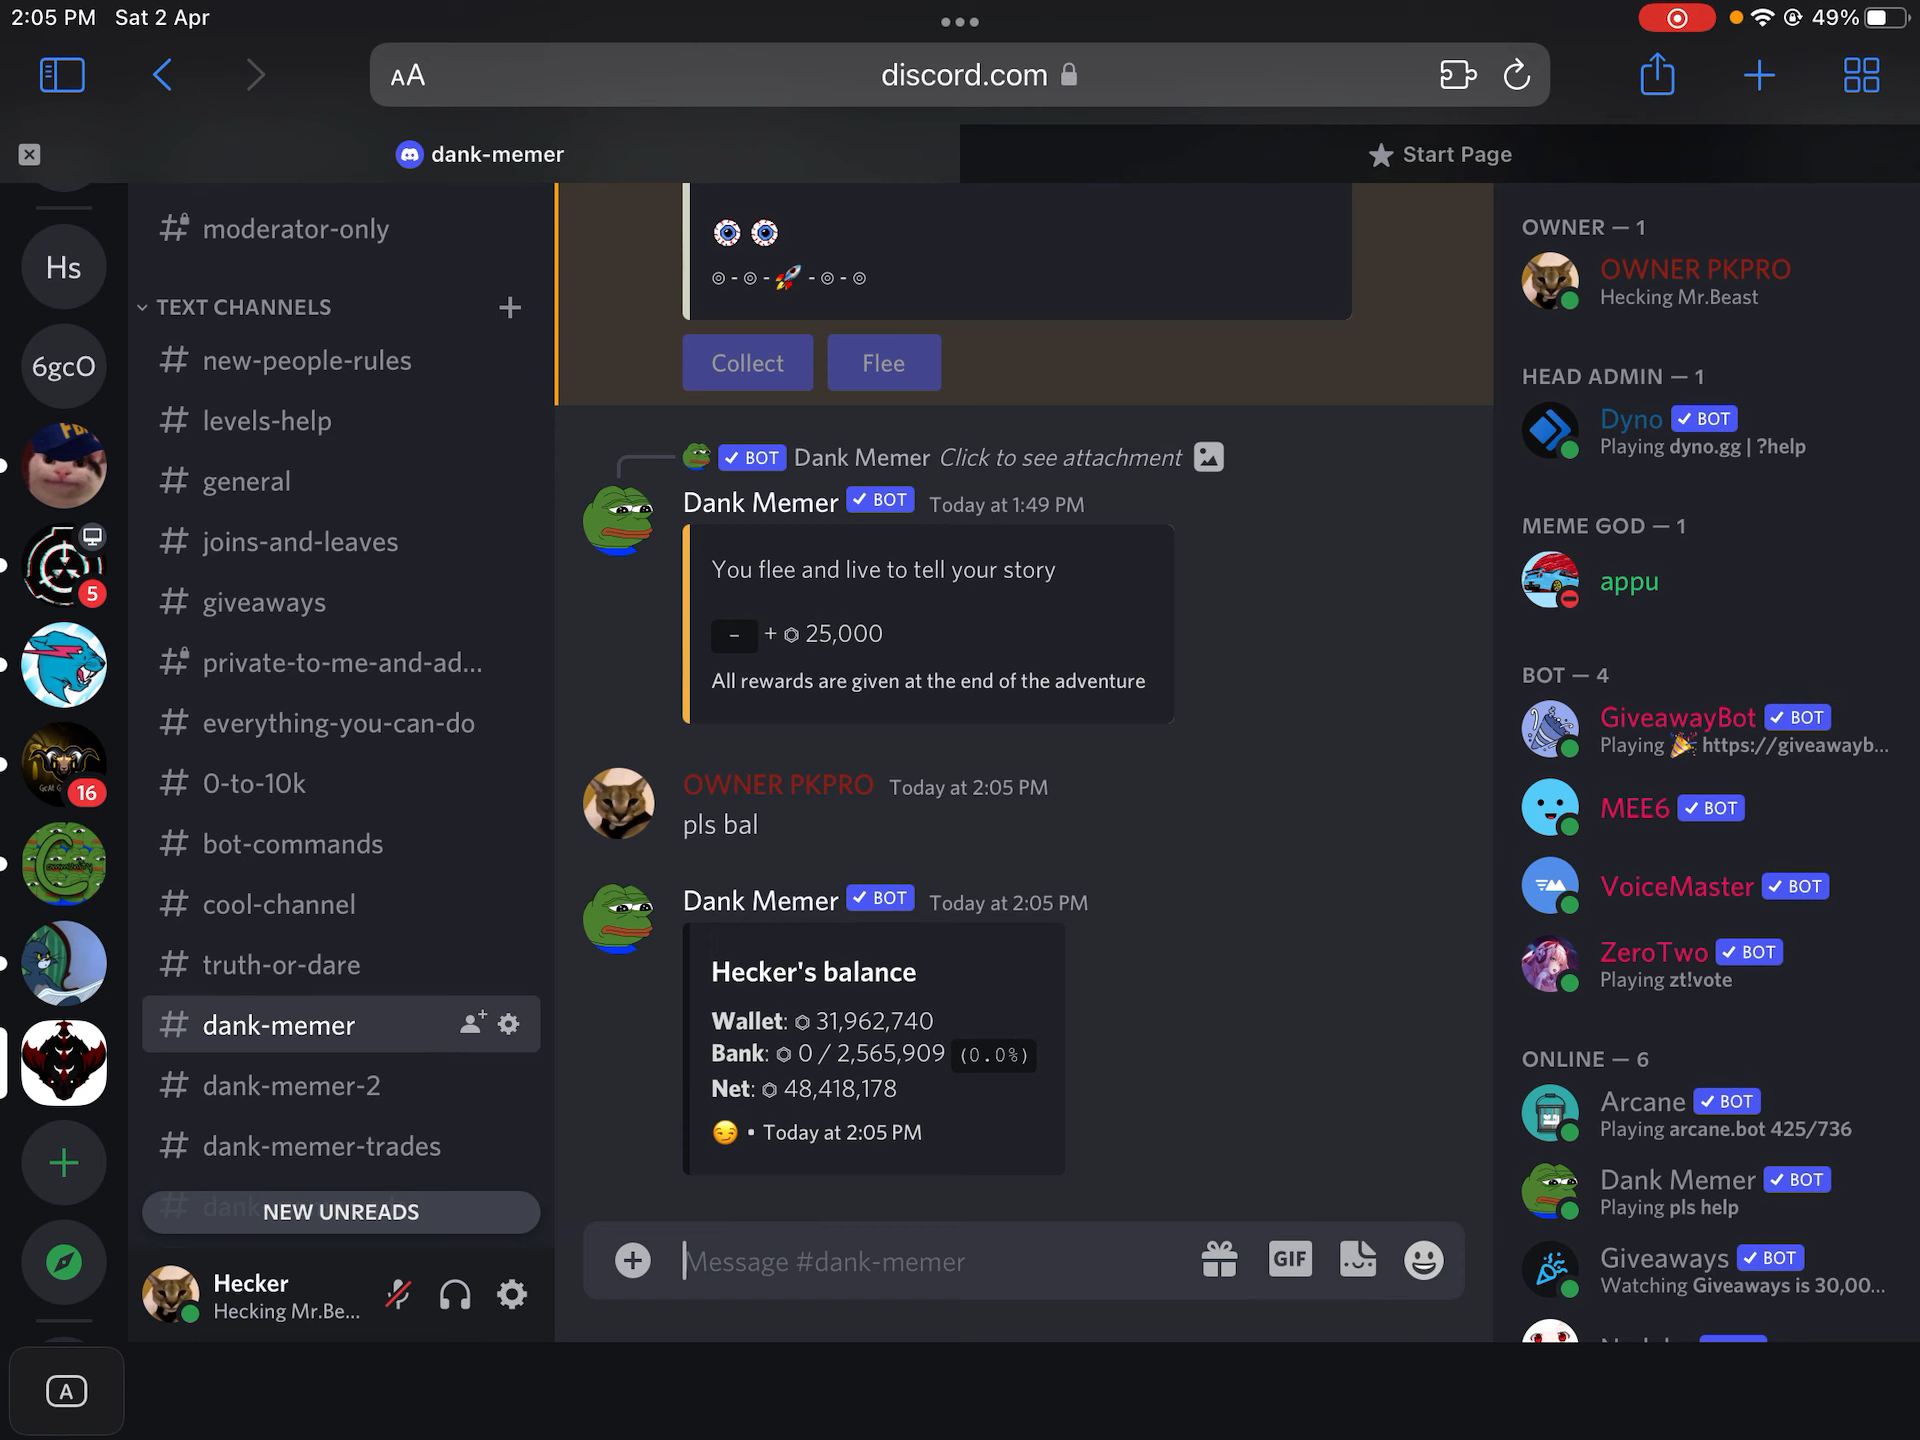 2:05 PM Sat 2 Apr
49%
AA discord.com
dank-memer
Start Page
Hs
6gcO
5
16
moderator-only
TEXT CHANNELS
new-people-rules
levels-help
general
joins-and-leaves
giveaways
private-to-me-and-ad...
everything-you-can-do
0-to-10k
bot-commands
cool-channel
truth-or-dare
dank-memer
dank-memer-2
dank-memer-trades
NEW UNREADS
Hecker
Hecking Mr.Be...
A
Collect Flee
BOT Dank Memer Click to see attachment
Dank Memer BOT Today at 1:49 PM
You flee and live to tell your story
- + 25,000
All rewards are given at the end of the adventure
OWNER PKPRO Today at 2:05 PM
pls bal
Dank Memer BOT Today at 2:05 PM
Hecker's balance
Wallet: 31,962,740
Bank: 0 / 2,565,909 (0.0%)
Net: 48,418,178
• Today at 2:05 PM
Message #dank-memer
GIF
OWNER — 1
OWNER PKPRO
Hecking Mr.Beast
HEAD ADMIN — 1
Dyno BOT
Playing dyno.gg | ?help
MEME GOD — 1
appu
BOT — 4
GiveawayBot BOT
Playing https://giveawayb...
MEE6 BOT
VoiceMaster BOT
ZeroTwo BOT
Playing zt!vote
ONLINE — 6
Arcane BOT
Playing arcane.bot 425/736
Dank Memer BOT
Playing pls help
Giveaways BOT
Watching Giveaways is 30,00...